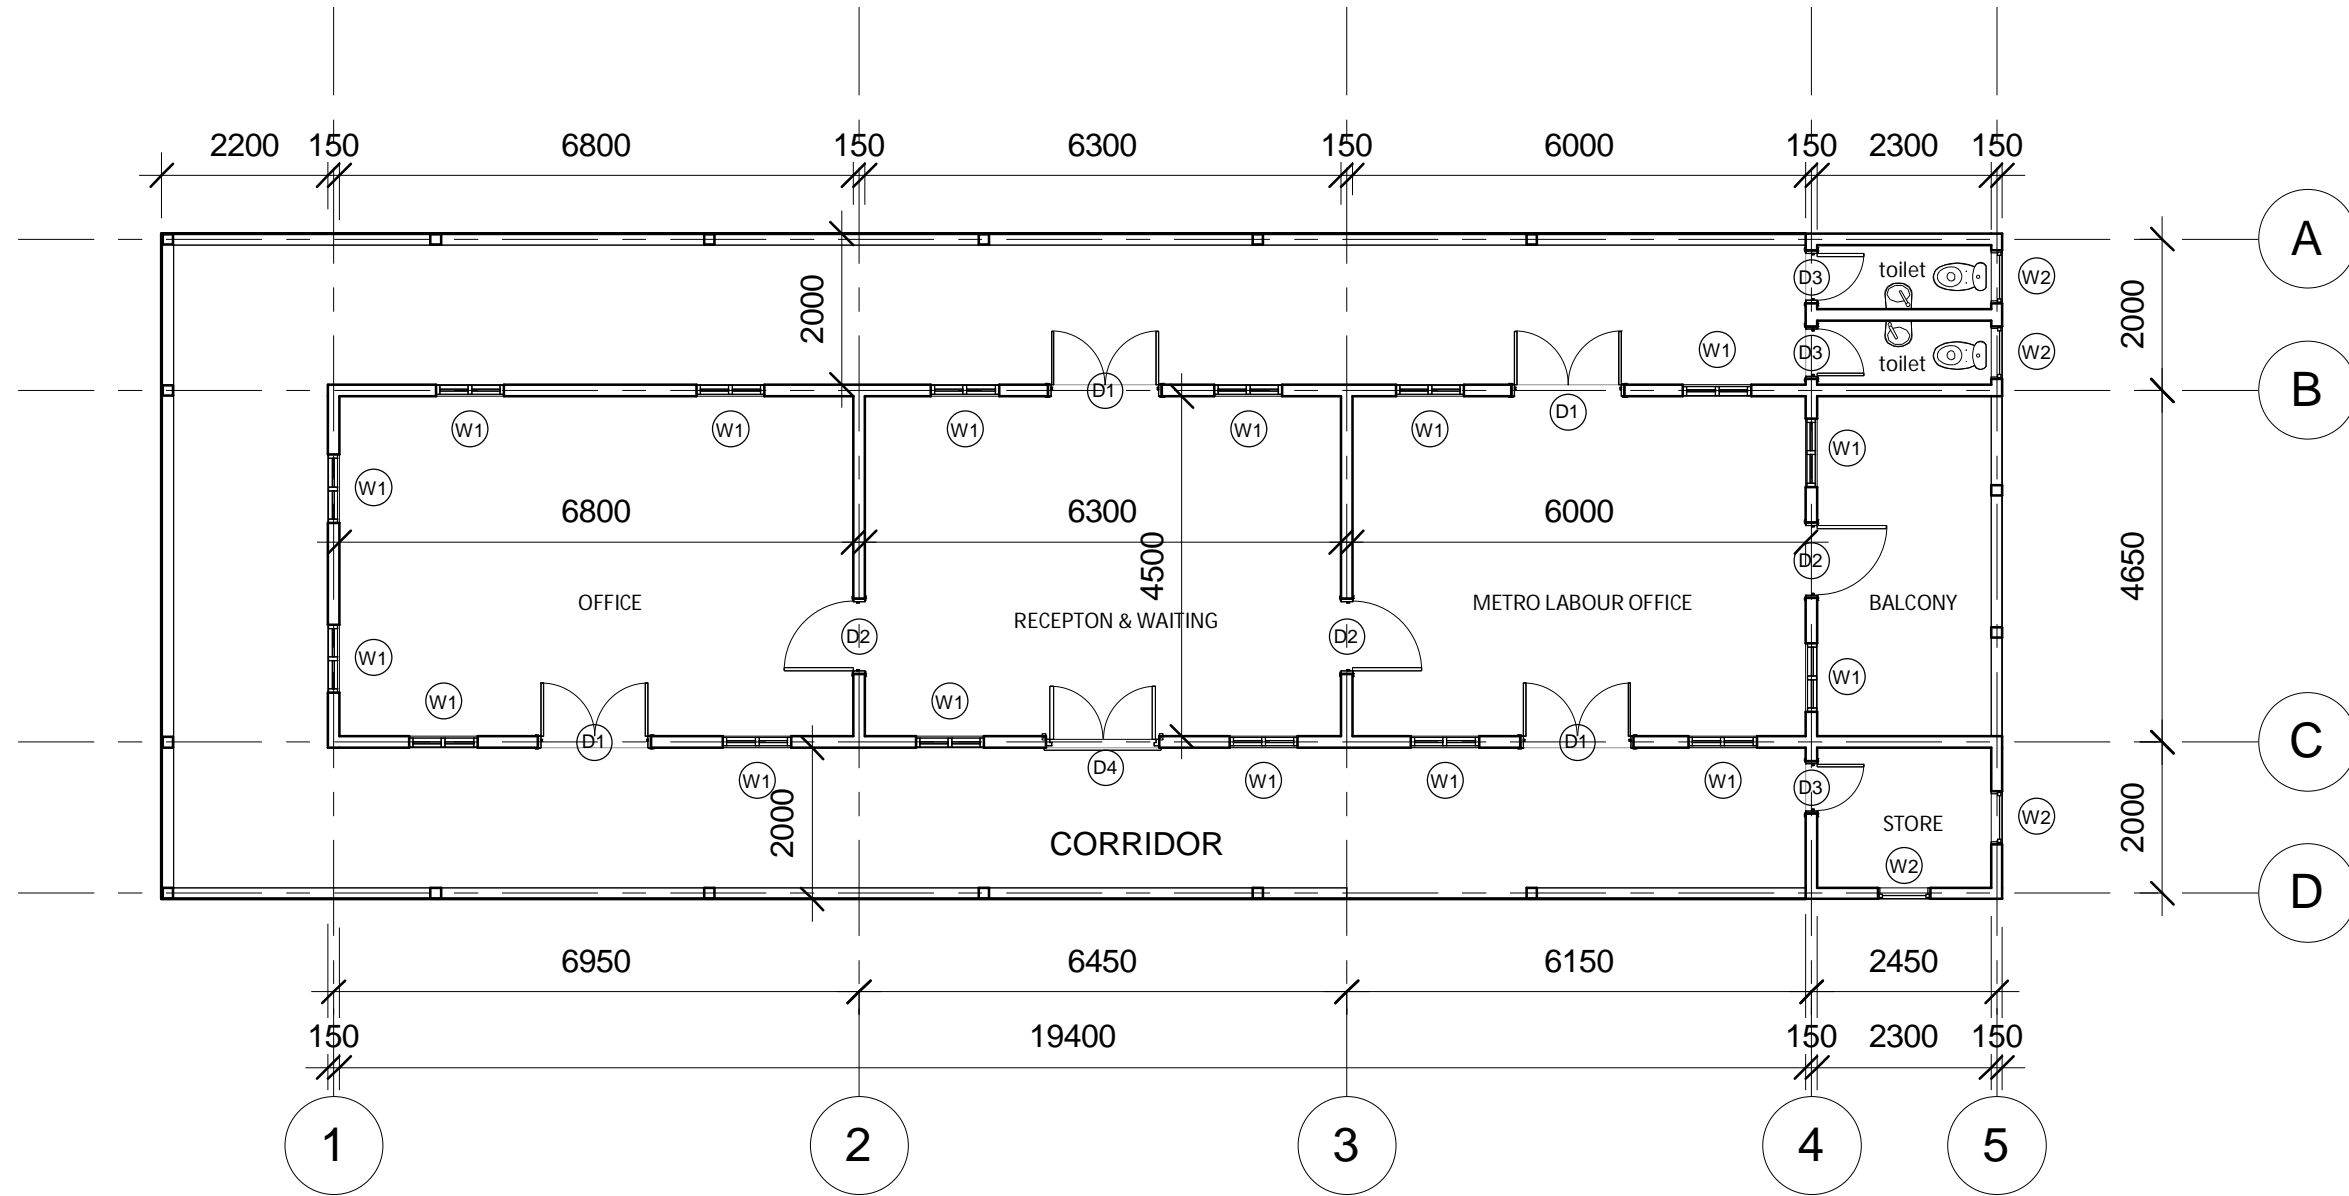 2200 150 6800 150 6300 150 6000 150 2300 150
A
toilet
D3
W2
2000
2000
D3
W2
W1
toilet
D1
B
D1
W1 W1 W1 W1 W1
W1
W1
6800 6300 6000
4500
D2
4650
OFFICE
RECEPTON & WAITING
METRO LABOUR OFFICE
BALCONY
D2 D2
W1
W1
W1 W1
D1
D1
C
D4
W1 W1 W1 W1
D3
2000
2000
W2
STORE
CORRIDOR
W2
D
6950 6450 6150 2450
150 19400 150 2300 150
1 2 3 4 5